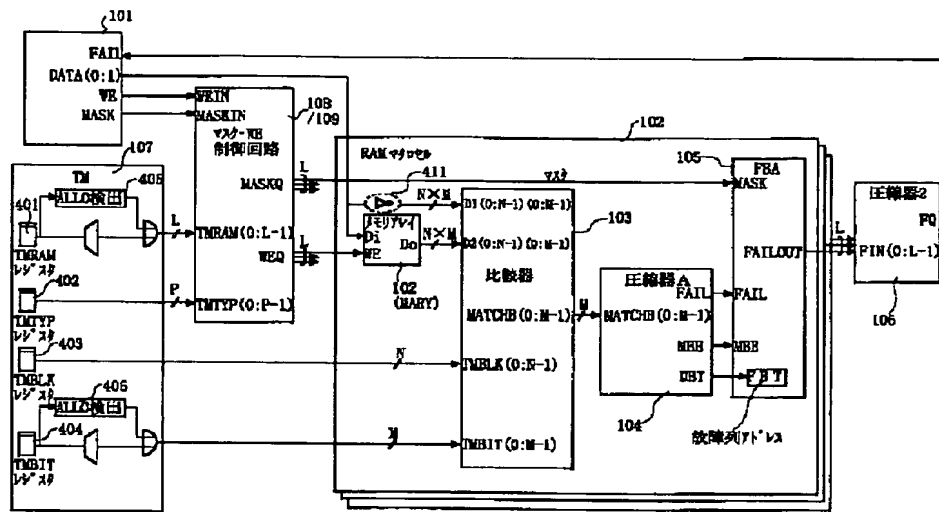 101
FAIL
DATA(0:1)
WE
MASK
107
TM
ALL0検出
405
401
TMRAM
レジスタ
L
402
TMTYP
レジスタ
P
403
TMBLK
レジスタ
ALL0検出
406
404
TMBIT
レジスタ
WEIN
MASKIN
108
/109
マスク・WE
制御回路
MASKQ
L
TMRAM(0:L-1)
L
WEQ
TMTYP(0:P-1)
102
RAMマクロセル
マスク
411
N×M
メモリアレイ
Di
Do
WE
N×M
102
(MARY)
N
M
D1(0:N-1)(0:M-1)
103
D2(0:N-1)(0:M-1)
比較器
MATCHB(0:M-1)
M
TMBLK(0:N-1)
TMBIT(0:M-1)
圧縮器A
FAIL
MATCHB(0:M-1)
MBE
DBT
104
105
FBA
MASK
FAILOUT
FAIL
MBE
FBT
故障列アドレス
L
圧縮器2
FQ
FIN(0:L-1)
106